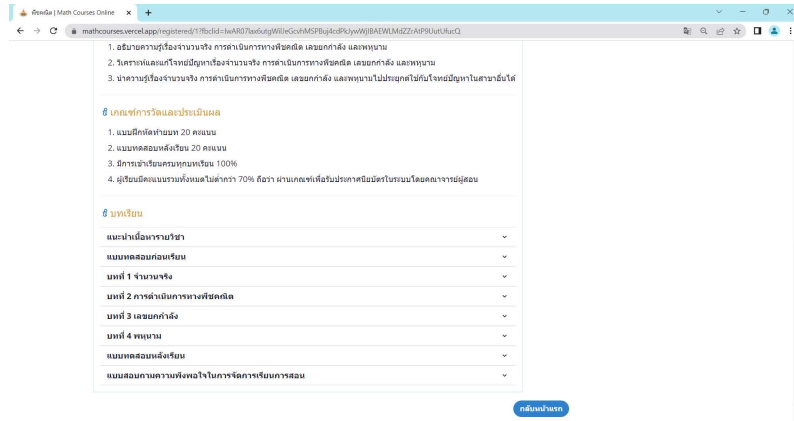 พีชคณิต | Math Courses Online
mathcourses.vercel.app/registered/1?fbclid=
1. อธิบายความรู้เรื่องจำนวนจริง การดำเนินการทางพีชคณิต เลขยกกำลัง และพหุนาม
2. วิเคราะห์และแก้โจทย์ปัญหาเรื่องจำนวนจริง การดำเนินการทางพีชคณิต เลขยกกำลัง และพหุนาม
3. นำความรู้เรื่องจำนวนจริง การดำเนินการทางพีชคณิต เลขยกกำลัง และพหุนามไปประยุกต์ใช้กับโจทย์ปัญหาในสาขาอื่นได้
เกณฑ์การวัดและประเมินผล
1. แบบฝึกหัดท้ายบท 20 คะแนน
2. แบบทดสอบหลังเรียน 20 คะแนน
3. มีการเข้าเรียนครบทุกบทเรียน 100%
4. ผู้เรียนมีคะแนนรวมทั้งหมดไม่ต่ำกว่า 70% ถือว่า ผ่านเกณฑ์เพื่อรับประกาศนียบัตรในระบบโดยคณาจารย์ผู้สอน
บทเรียน
แนะนำเนื้อหารายวิชา
แบบทดสอบก่อนเรียน
บทที่ 1 จำนวนจริง
บทที่ 2 การดำเนินการทางพีชคณิต
บทที่ 3 เลขยกกำลัง
บทที่ 4 พหุนาม
แบบทดสอบหลังเรียน
แบบสอบถามความพึงพอใจในการจัดการเรียนการสอน
กลับหน้าแรก